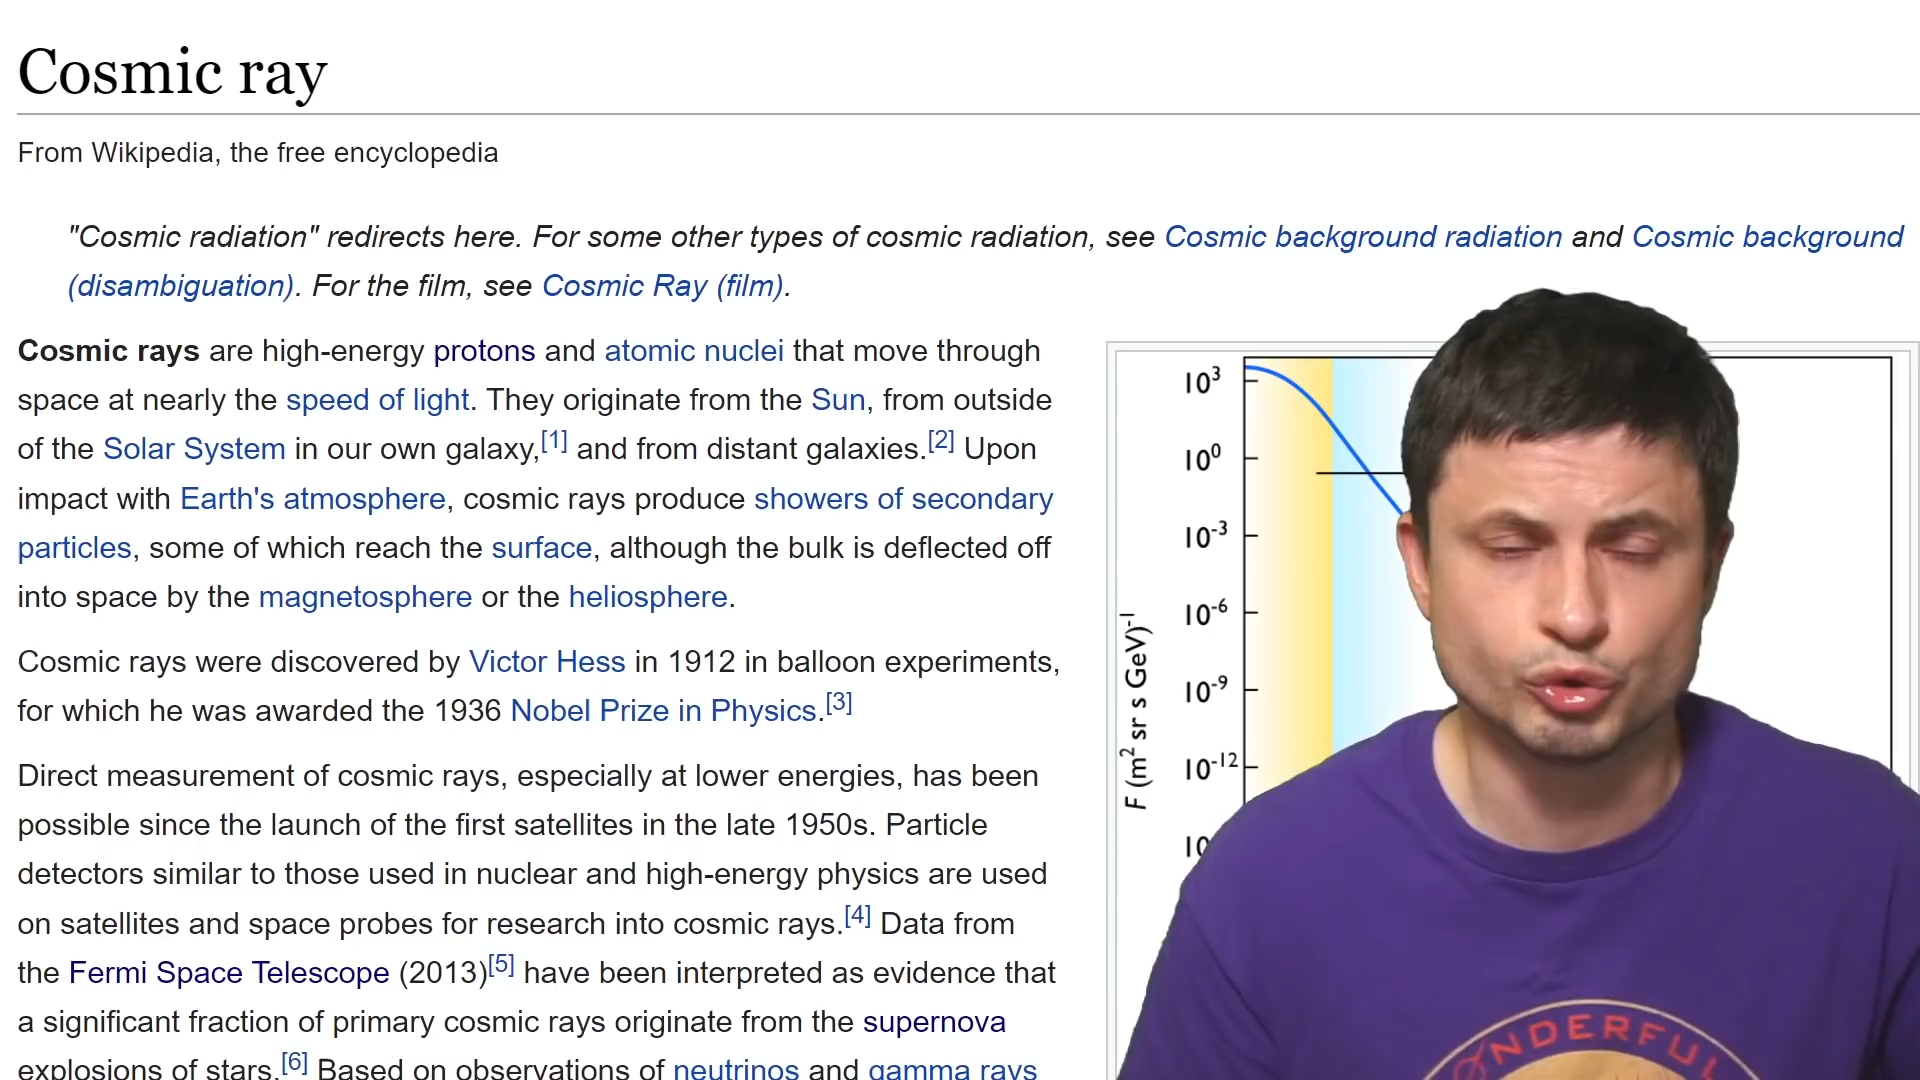 Cosmic ray
From Wikipedia, the free encyclopedia
"Cosmic radiation" redirects here. For some other types of cosmic radiation, see Cosmic background radiation and Cosmic background
(disambiguation). For the film, see Cosmic Ray (film).
Cosmic rays are high-energy protons and atomic nuclei that move through
space at nearly the speed of light. They originate from the Sun, from outside
of the Solar System in our own galaxy,[1] and from distant galaxies.[2] Upon
impact with Earth's atmosphere, cosmic rays produce showers of secondary
particles, some of which reach the surface, although the bulk is deflected off
into space by the magnetosphere or the heliosphere.
Cosmic rays were discovered by Victor Hess in 1912 in balloon experiments,
for which he was awarded the 1936 Nobel Prize in Physics.[3]
Direct measurement of cosmic rays, especially at lower energies, has been
possible since the launch of the first satellites in the late 1950s. Particle
detectors similar to those used in nuclear and high-energy physics are used
on satellites and space probes for research into cosmic rays.[4] Data from
the Fermi Space Telescope (2013)[5] have been interpreted as evidence that
a significant fraction of primary cosmic rays originate from the supernova
explosions of stars.[6] Based on observations of neutrinos and gamma rays
10³
10⁰
10⁻³
10⁻⁶
10⁻⁹
10⁻¹²
F (m² sr s GeV)⁻¹